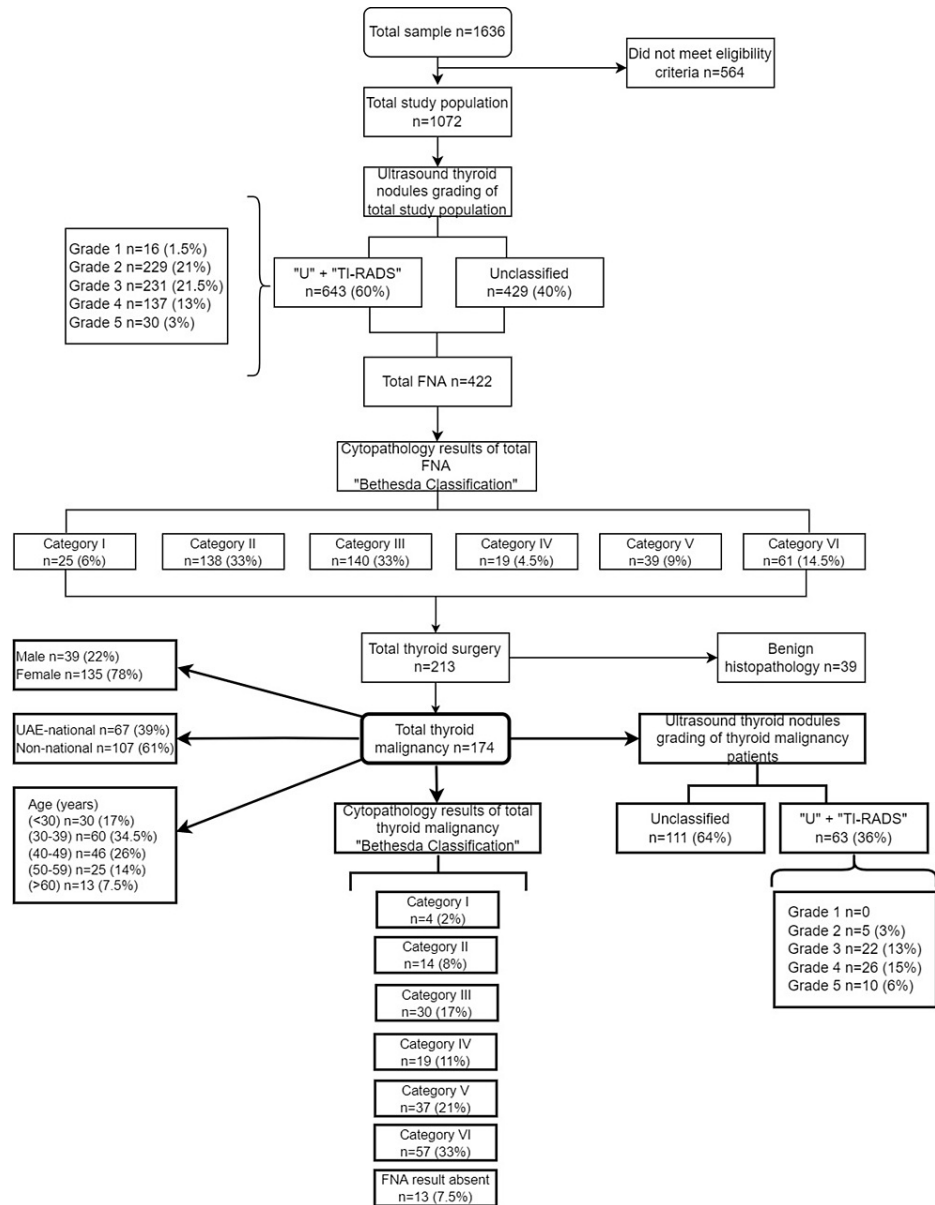 Total sample n=1636
Did not meet eligibility
criteria n=564
Total study population
n=1072
Ultrasound thyroid
nodules grading of
total study population
Grade 1 n=16 (1.5%)
Grade 2 n=229 (21%)
Grade 3 n=231 (21.5%)
Grade 4 n=137 (13%)
Grade 5 n=30 (3%)
"U" + "TI-RADS"
n=643 (60%)
Unclassified
n=429 (40%)
Total FNA n=422
Cytopathology results of total
FNA
"Bethesda Classification"
Category I
n=25 (6%)
Category II
n=138 (33%)
Category III
n=140 (33%)
Category IV
n=19 (4.5%)
Category V
n=39 (9%)
Category VI
n=61 (14.5%)
Total thyroid surgery
n=213
Benign
histopathology n=39
Male n=39 (22%)
Female n=135 (78%)
UAE-national n=67 (39%)
Non-national n=107 (61%)
Total thyroid
malignancy n=174
Ultrasound thyroid nodules
grading of thyroid malignancy
patients
Age (years)
(<30) n=30 (17%)
(30-39) n=60 (34.5%)
(40-49) n=46 (26%)
(50-59) n=25 (14%)
(>60) n=13 (7.5%)
Cytopathology results of total
thyroid malignancy
"Bethesda Classification"
Unclassified
n=111 (64%)
"U" + "TI-RADS"
n=63 (36%)
Grade 1 n=0
Grade 2 n=5 (3%)
Grade 3 n=22 (13%)
Grade 4 n=26 (15%)
Grade 5 n=10 (6%)
Category I
n=4 (2%)
Category II
n=14 (8%)
Category III
n=30 (17%)
Category IV
n=19 (11%)
Category V
n=37 (21%)
Category VI
n=57 (33%)
FNA result absent
n=13 (7.5%)